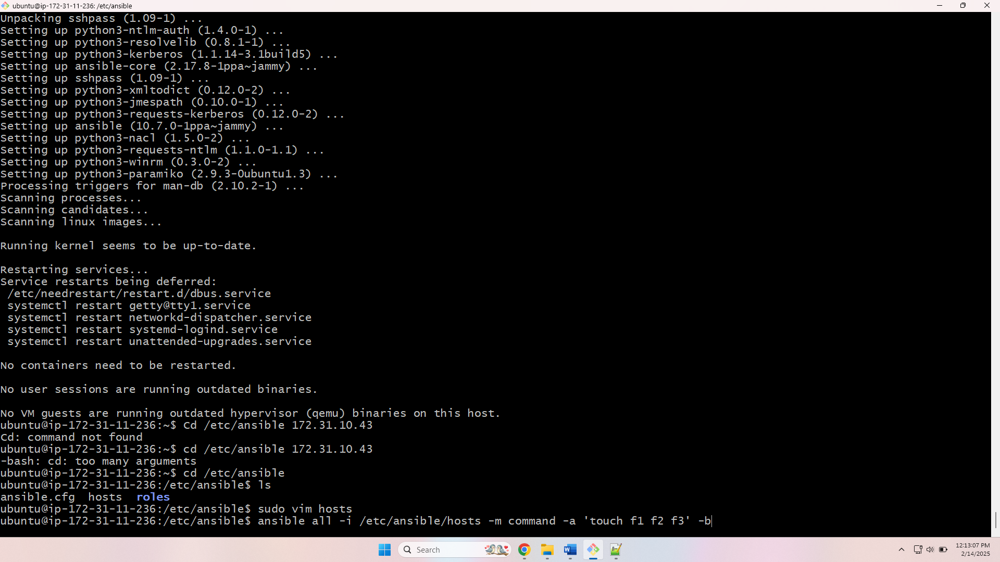 ubuntu@ip-172-31-11-236: /etc/ansible
Unpacking sshpass (1.09-1) ...
Setting up python3-ntlm-auth (1.4.0-1) ...
Setting up python3-resolvelib (0.8.1-1) ...
Setting up python3-kerberos (1.1.14-3.1build5) ...
Setting up ansible-core (2.17.8-1ppa~jammy) ...
Setting up sshpass (1.09-1) ...
Setting up python3-xmltodict (0.12.0-2) ...
Setting up python3-jmespath (0.10.0-1) ...
Setting up python3-requests-kerberos (0.12.0-2) ...
Setting up ansible (10.7.0-1ppa~jammy) ...
Setting up python3-nacl (1.5.0-2) ...
Setting up python3-requests-ntlm (1.1.0-1.1) ...
Setting up python3-winrm (0.3.0-2) ...
Setting up python3-paramiko (2.9.3-0ubuntu1.3) ...
Processing triggers for man-db (2.10.2-1) ...
Scanning processes...
Scanning candidates...
Scanning linux images...
Running kernel seems to be up-to-date.
Restarting services...
Service restarts being deferred:
 /etc/needrestart/restart.d/dbus.service
 systemctl restart getty@tty1.service
 systemctl restart networkd-dispatcher.service
 systemctl restart systemd-logind.service
 systemctl restart unattended-upgrades.service
No containers need to be restarted.
No user sessions are running outdated binaries.
No VM guests are running outdated hypervisor (qemu) binaries on this host.
ubuntu@ip-172-31-11-236:~$ Cd /etc/ansible 172.31.10.43
Cd: command not found
ubuntu@ip-172-31-11-236:~$ cd /etc/ansible 172.31.10.43
-bash: cd: too many arguments
ubuntu@ip-172-31-11-236:~$ cd /etc/ansible
ubuntu@ip-172-31-11-236:/etc/ansible$ ls
ansible.cfg  hosts  roles
ubuntu@ip-172-31-11-236:/etc/ansible$ sudo vim hosts
ubuntu@ip-172-31-11-236:/etc/ansible$ ansible all -i /etc/ansible/hosts -m command -a 'touch f1 f2 f3' -b
Search
12:13:07 PM
2/14/2025